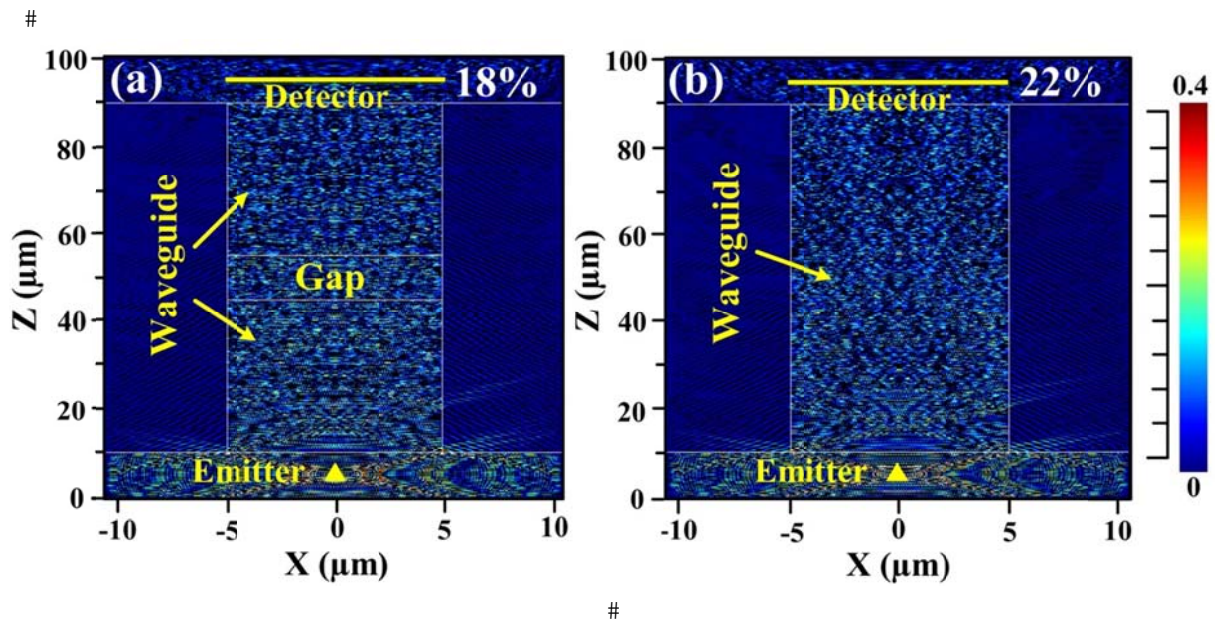 #
(a) 18%
Detector
Waveguide
Gap
Emitter
100
80
60
40
20
0
Z (µm)
-10 -5 0 5 10
X (µm)
(b) 22%
Detector
Waveguide
Emitter
100
80
60
40
20
0
Z (µm)
-10 -5 0 5 10
X (µm)
0.4
0
#